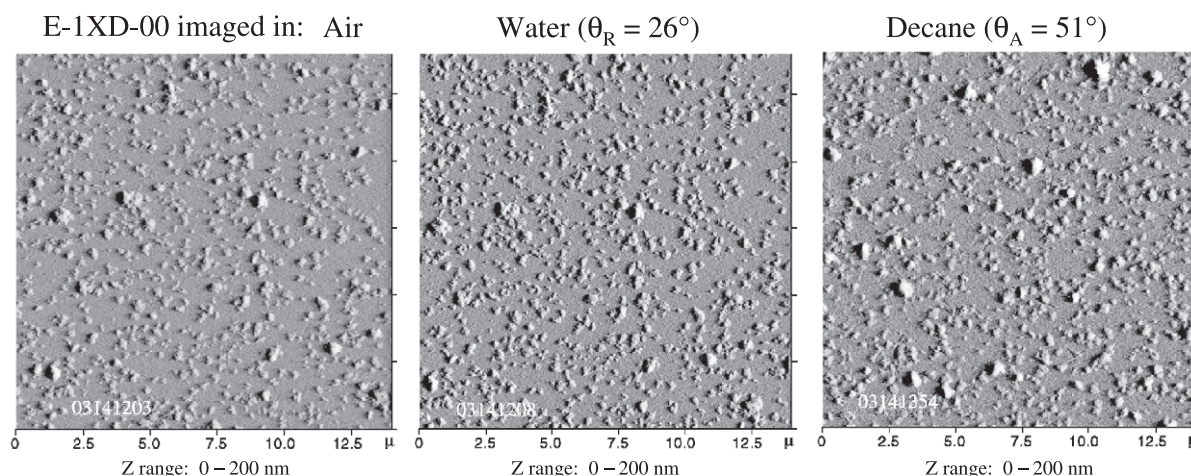 E-1XD-00 imaged in: Air
Water (θR = 26°)
Decane (θA = 51°)
03141203
03141208
03141254
0 2.5 5.0 7.5 10.0 12.5 μ
0 2.5 5.0 7.5 10.0 12.5 μ
0 2.5 5.0 7.5 10.0 12.5 μ
Z range: 0 – 200 nm
Z range: 0 – 200 nm
Z range: 0 – 200 nm